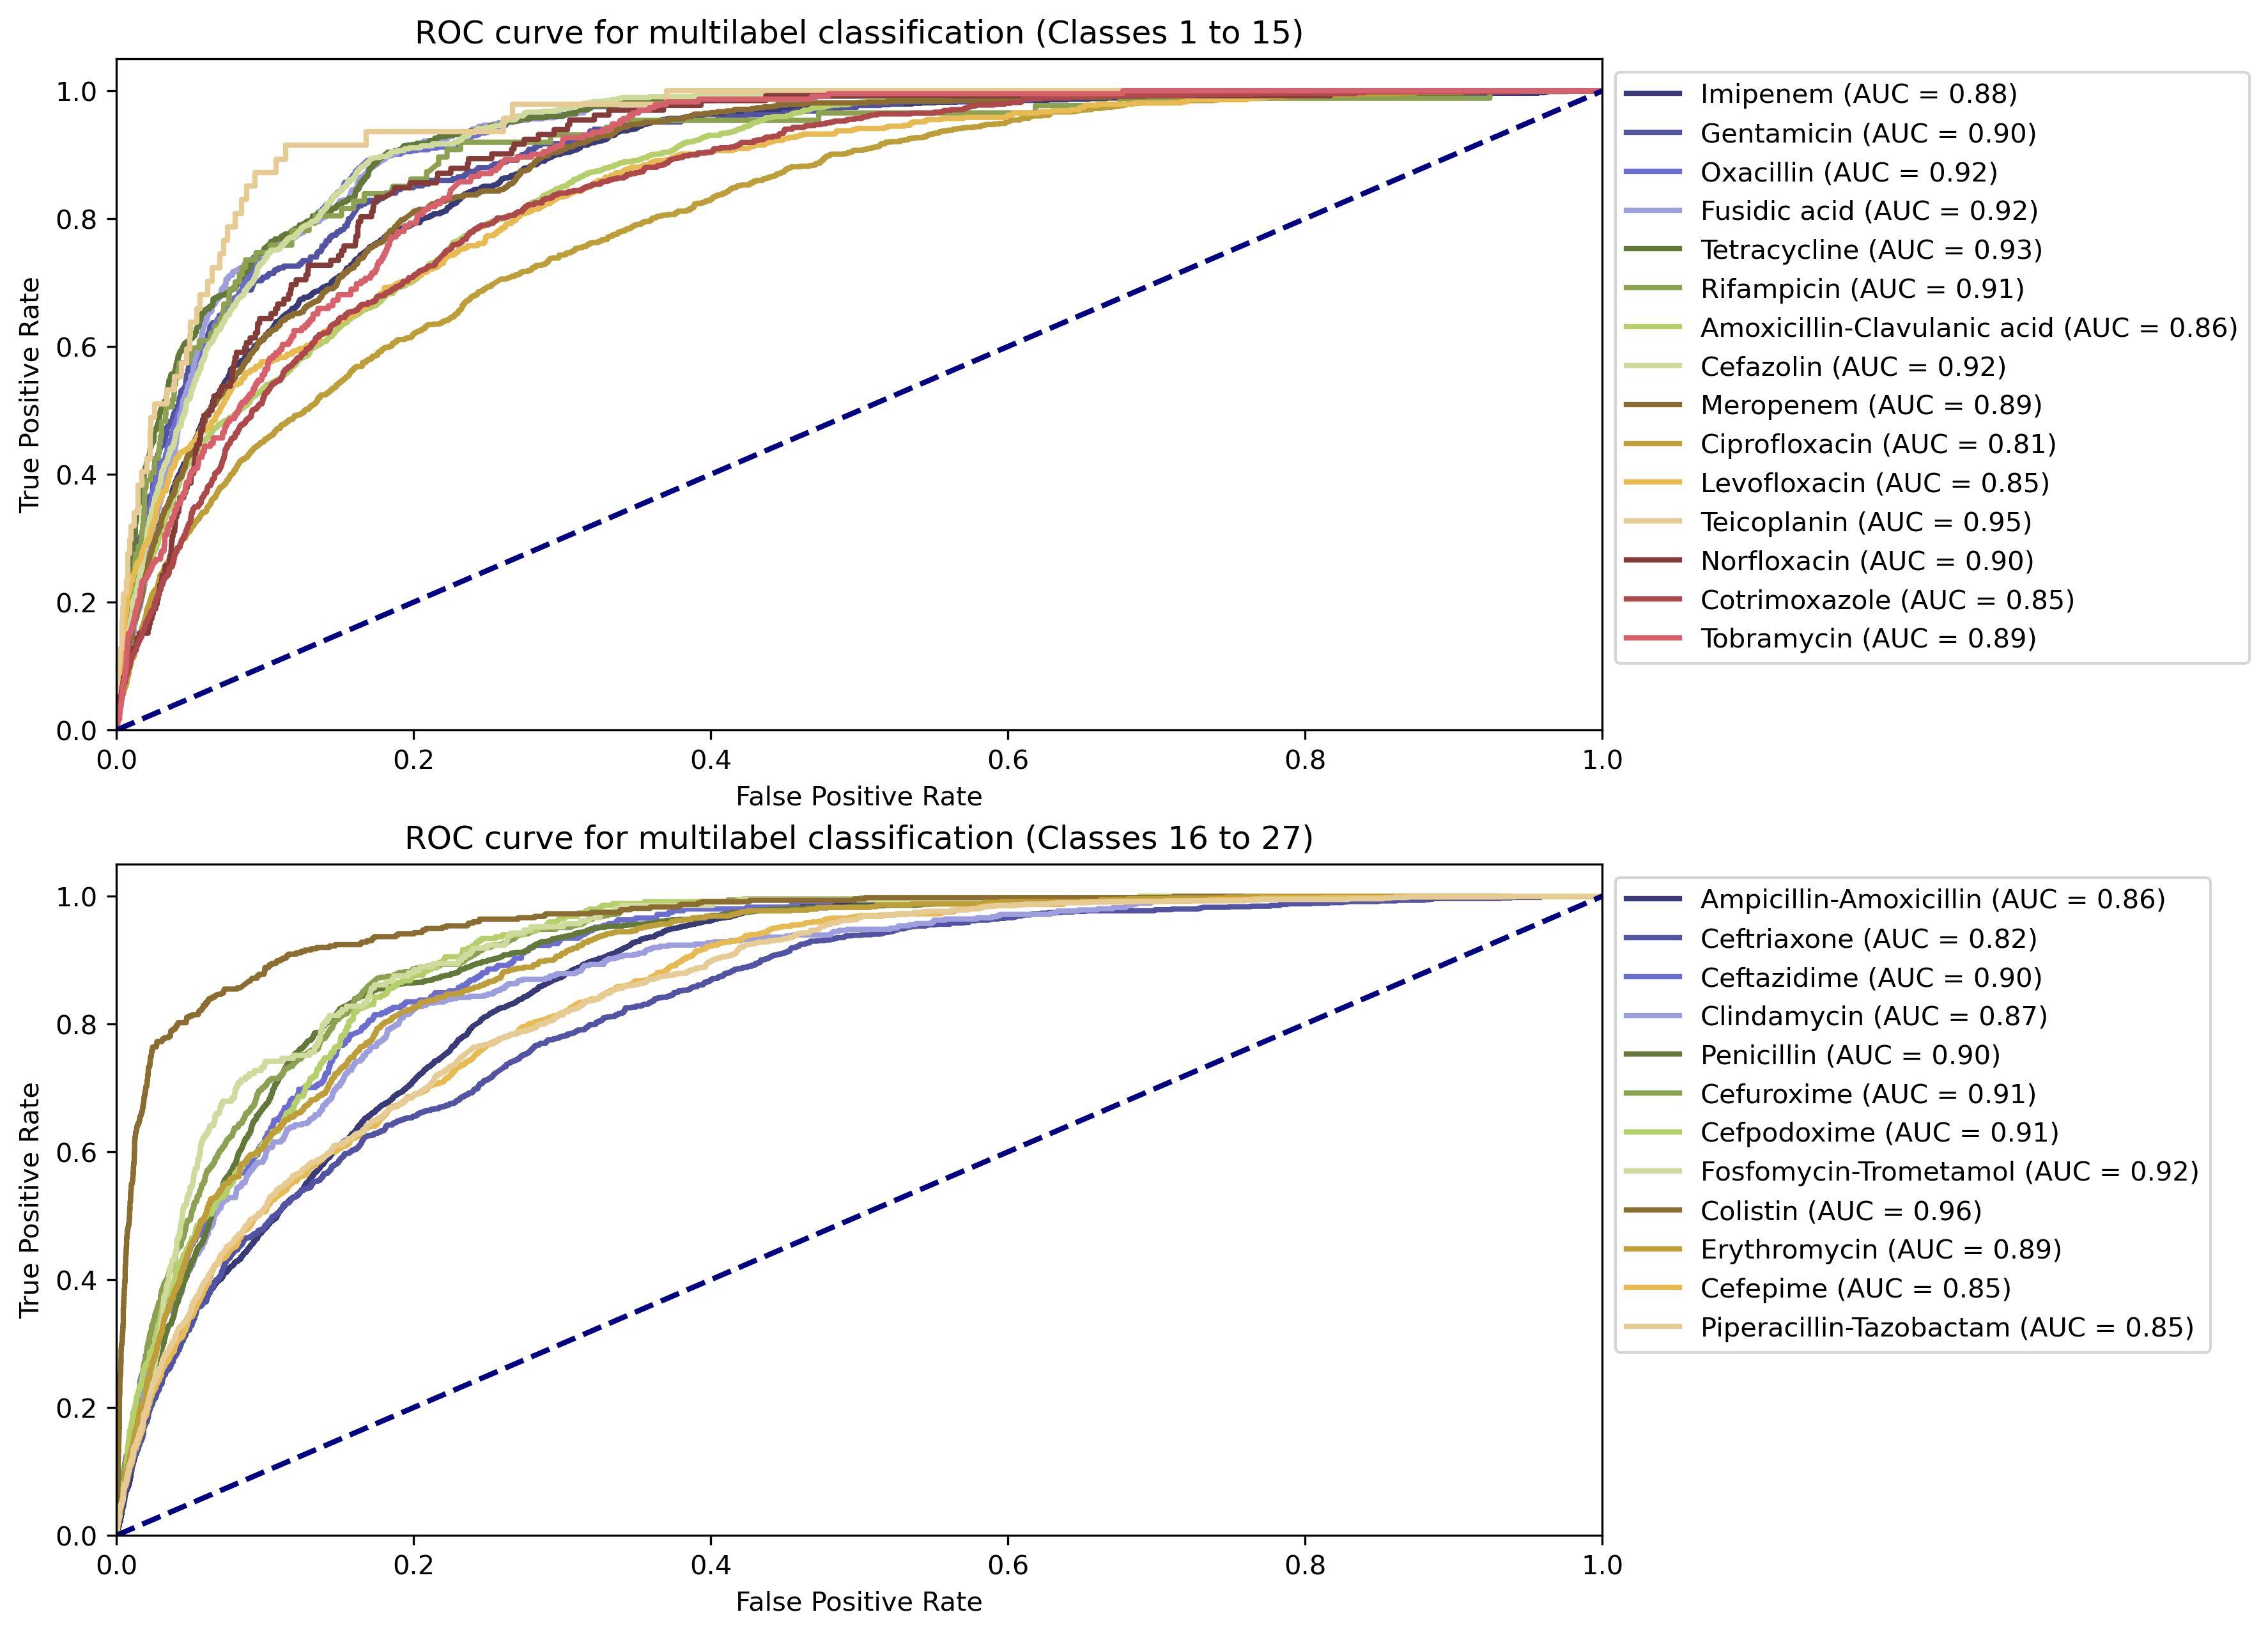 ROC curve for multilabel classification (Classes 1 to 15)
True Positive Rate
1.0
0.8
0.6
0.4
0.2
0.0
0.0 0.2 0.4 0.6 0.8 1.0
False Positive Rate
Imipenem (AUC = 0.88)
Gentamicin (AUC = 0.90)
Oxacillin (AUC = 0.92)
Fusidic acid (AUC = 0.92)
Tetracycline (AUC = 0.93)
Rifampicin (AUC = 0.91)
Amoxicillin-Clavulanic acid (AUC = 0.86)
Cefazolin (AUC = 0.92)
Meropenem (AUC = 0.89)
Ciprofloxacin (AUC = 0.81)
Levofloxacin (AUC = 0.85)
Teicoplanin (AUC = 0.95)
Norfloxacin (AUC = 0.90)
Cotrimoxazole (AUC = 0.85)
Tobramycin (AUC = 0.89)
ROC curve for multilabel classification (Classes 16 to 27)
True Positive Rate
1.0
0.8
0.6
0.4
0.2
0.0
0.0 0.2 0.4 0.6 0.8 1.0
False Positive Rate
Ampicillin-Amoxicillin (AUC = 0.86)
Ceftriaxone (AUC = 0.82)
Ceftazidime (AUC = 0.90)
Clindamycin (AUC = 0.87)
Penicillin (AUC = 0.90)
Cefuroxime (AUC = 0.91)
Cefpodoxime (AUC = 0.91)
Fosfomycin-Trometamol (AUC = 0.92)
Colistin (AUC = 0.96)
Erythromycin (AUC = 0.89)
Cefepime (AUC = 0.85)
Piperacillin-Tazobactam (AUC = 0.85)